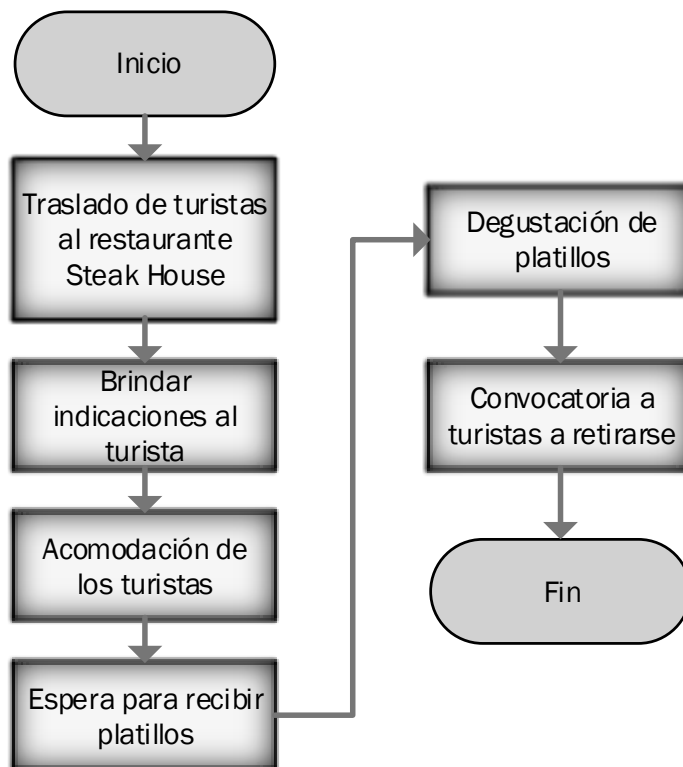 Inicio
Traslado de turistas
al restaurante
Steak House
Brindar
indicaciones al
turista
Acomodación de
los turistas
Espera para recibir
platillos
Degustación de
platillos
Convocatoria a
turistas a retirarse
Fin